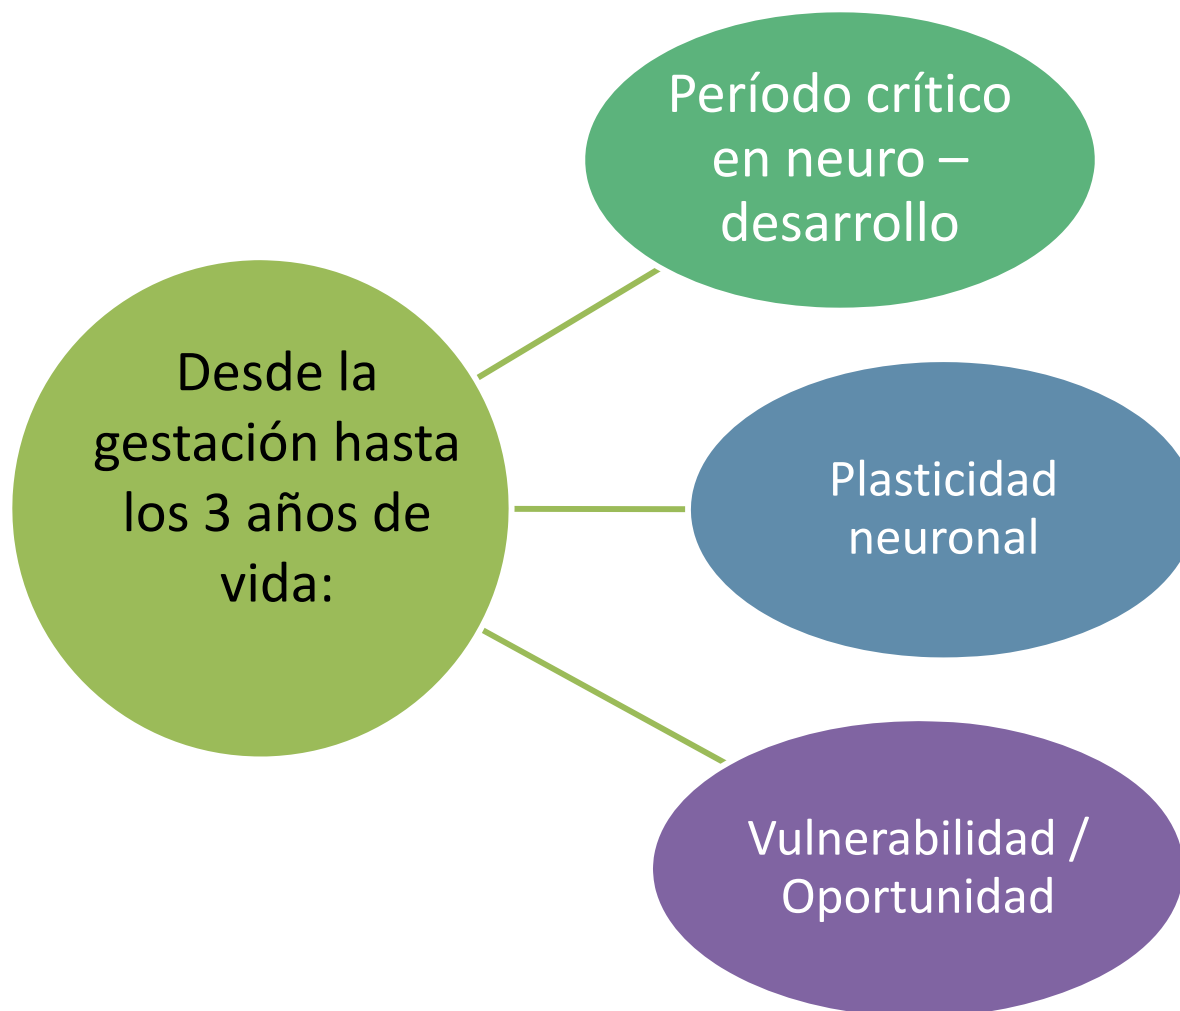 Desde la
gestación hasta
los 3 años de
vida:
Período crítico
en neuro –
desarrollo
Plasticidad
neuronal
Vulnerabilidad /
Oportunidad